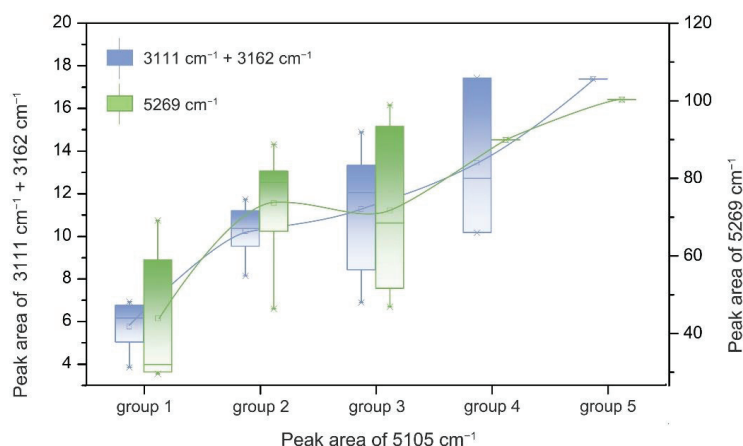 20
18
16
14
12
10
8
6
4
120
100
80
60
40
3111 cm⁻¹ + 3162 cm⁻¹
5269 cm⁻¹
Peak area of 3111 cm⁻¹ + 3162 cm⁻¹
Peak area of 5269 cm⁻¹
group 1 group 2 group 3 group 4 group 5
Peak area of 5105 cm⁻¹